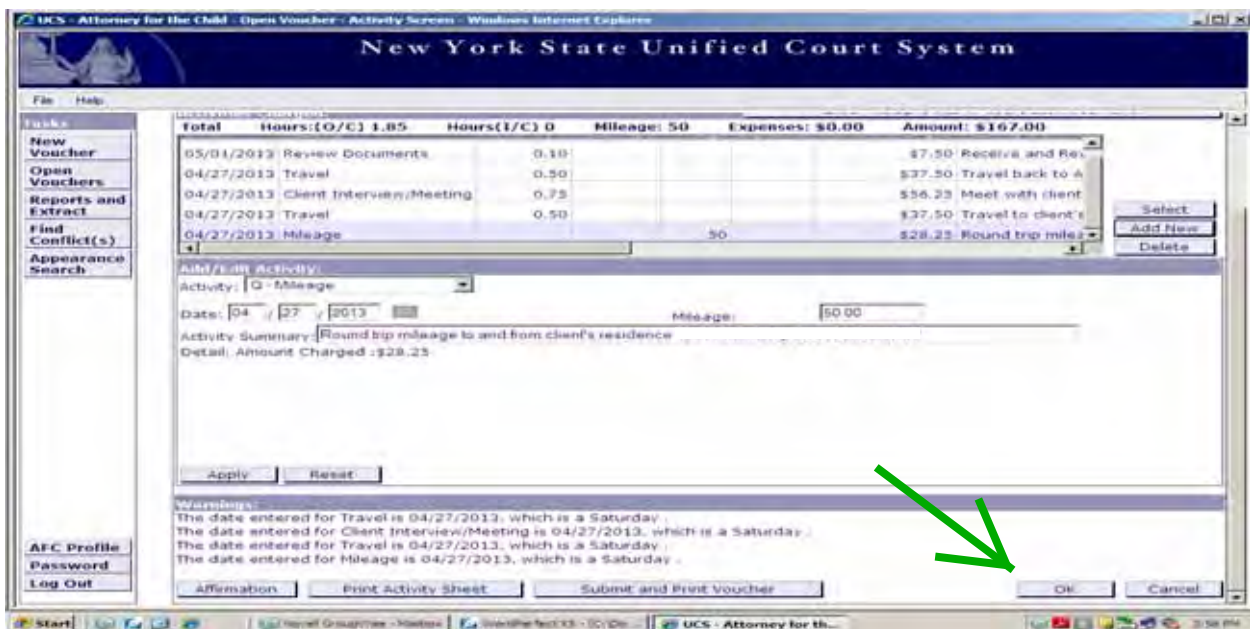 UCS - Attorney for the Child - Open Voucher - Activity Screen - Windows Internet Explorer
New York State Unified Court System
File Help
Tasks
New Voucher
Open Vouchers
Reports and Extract
Find Conflict(s)
Appearance Search
AFC Profile
Password
Log Out
Total Hours:(O/C) 1.85 Hours(I/C) 0 Mileage: 50 Expenses: $0.00 Amount: $167.00
05/01/2013 Review Documents 0.10 $7.50 Receive and Rev
04/27/2013 Travel 0.50 $37.50 Travel back to A
04/27/2013 Client Interview/Meeting 0.75 $56.25 Meet with client
04/27/2013 Travel 0.50 $37.50 Travel to client's
04/27/2013 Mileage 50 $28.25 Round trip milea
Select
Add New
Delete
Add/Edit Activity:
Activity: Q - Mileage
Date: 04 / 27 / 2013 Mileage: 50.00
Activity Summary: Round trip mileage to and from client's residence
Detail: Amount Charged :$28.25
Apply Reset
Warnings:
The date entered for Travel is 04/27/2013, which is a Saturday .
The date entered for Client Interview/Meeting is 04/27/2013, which is a Saturday .
The date entered for Travel is 04/27/2013, which is a Saturday .
The date entered for Mileage is 04/27/2013, which is a Saturday .
Affirmation Print Activity Sheet Submit and Print Voucher OK Cancel
Start Novell GroupWise - Mailbox UCS - Attorney for th... 3:58 PM